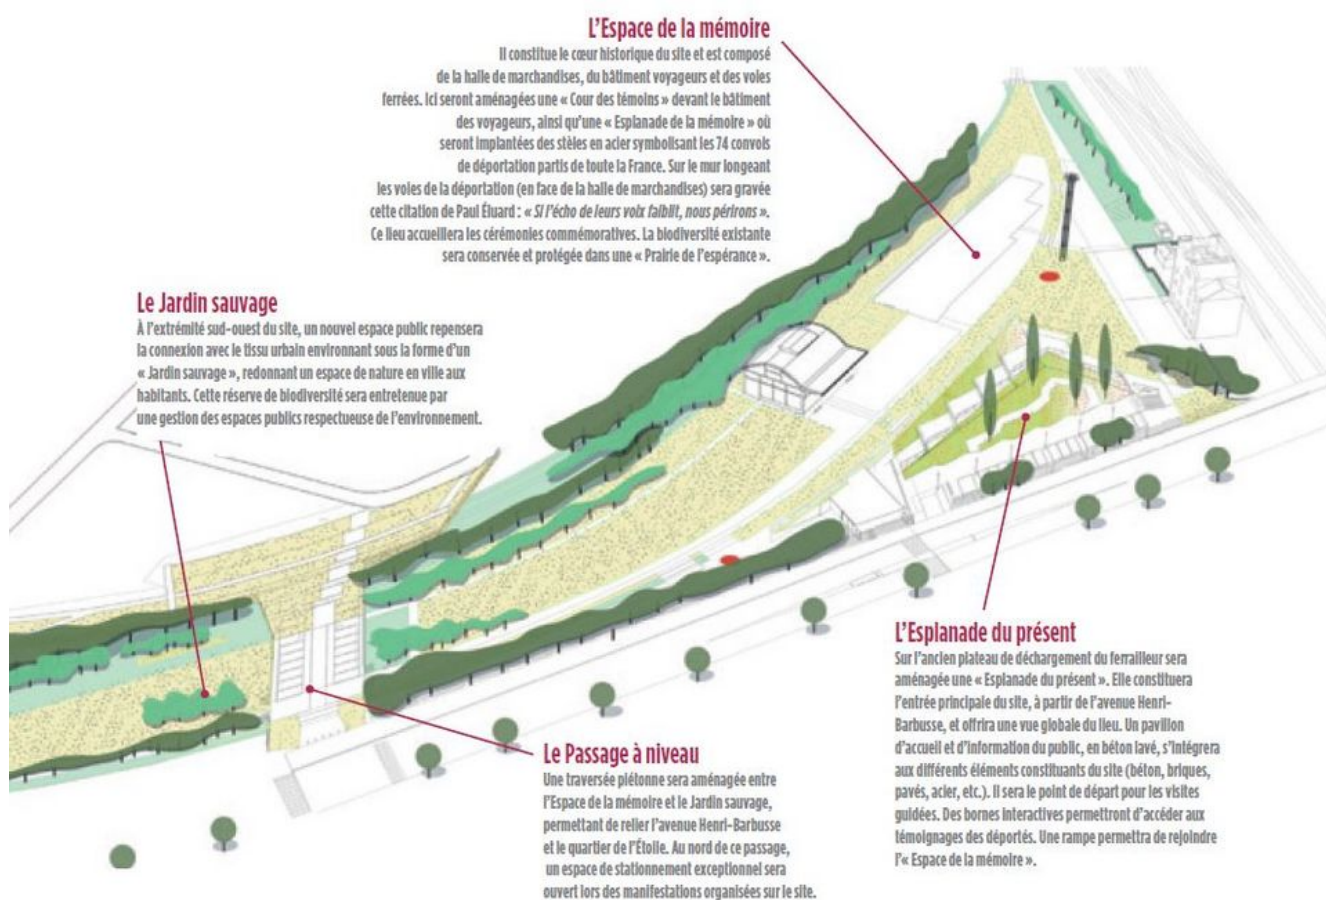 L'Espace de la mémoire
Il constitue le cœur historique du site et est composé
de la halle de marchandises, du bâtiment voyageurs et des voies
ferrées. Ici seront aménagées une « Cour des témoins » devant le bâtiment
des voyageurs, ainsi qu'une « Esplanade de la mémoire » où
seront implantées des stèles en acier symbolisant les 74 convois
de déportation partis de toute la France. Sur le mur longeant
les voies de la déportation (en face de la halle de marchandises) sera gravée
cette citation de Paul Éluard : « Si l'écho de leurs voix faiblit, nous périrons ».
Ce lieu accueillera les cérémonies commémoratives. La biodiversité existante
sera conservée et protégée dans une « Prairie de l'espérance ».
Le Jardin sauvage
À l'extrémité sud-ouest du site, un nouvel espace public repensera
la connexion avec le tissu urbain environnant sous la forme d'un
« Jardin sauvage », redonnant un espace de nature en ville aux
habitants. Cette réserve de biodiversité sera entretenue par
une gestion des espaces publics respectueuse de l'environnement.
L'Esplanade du présent
Sur l'ancien plateau de déchargement du ferrailleur sera
aménagée une « Esplanade du présent ». Elle constituera
l'entrée principale du site, à partir de l'avenue Henri-
Barbusse, et offrira une vue globale du lieu. Un pavillon
d'accueil et d'information du public, en béton lavé, s'intégrera
aux différents éléments constituants du site (béton, briques,
pavés, acier, etc.). Il sera le point de départ pour les visites
guidées. Des bornes interactives permettront d'accéder aux
témoignages des déportés. Une rampe permettra de rejoindre
l'« Espace de la mémoire ».
Le Passage à niveau
Une traversée piétonne sera aménagée entre
l'Espace de la mémoire et le Jardin sauvage,
permettant de relier l'avenue Henri-Barbusse
et le quartier de l'Étoile. Au nord de ce passage,
un espace de stationnement exceptionnel sera
ouvert lors des manifestations organisées sur le site.